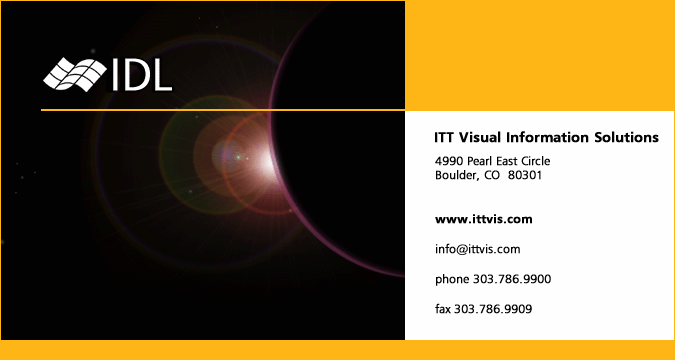 IDL
ITT Visual Information Solutions
4990 Pearl East Circle
Boulder, CO  80301
www.ittvis.com
info@ittvis.com
phone 303.786.9900
fax 303.786.9909